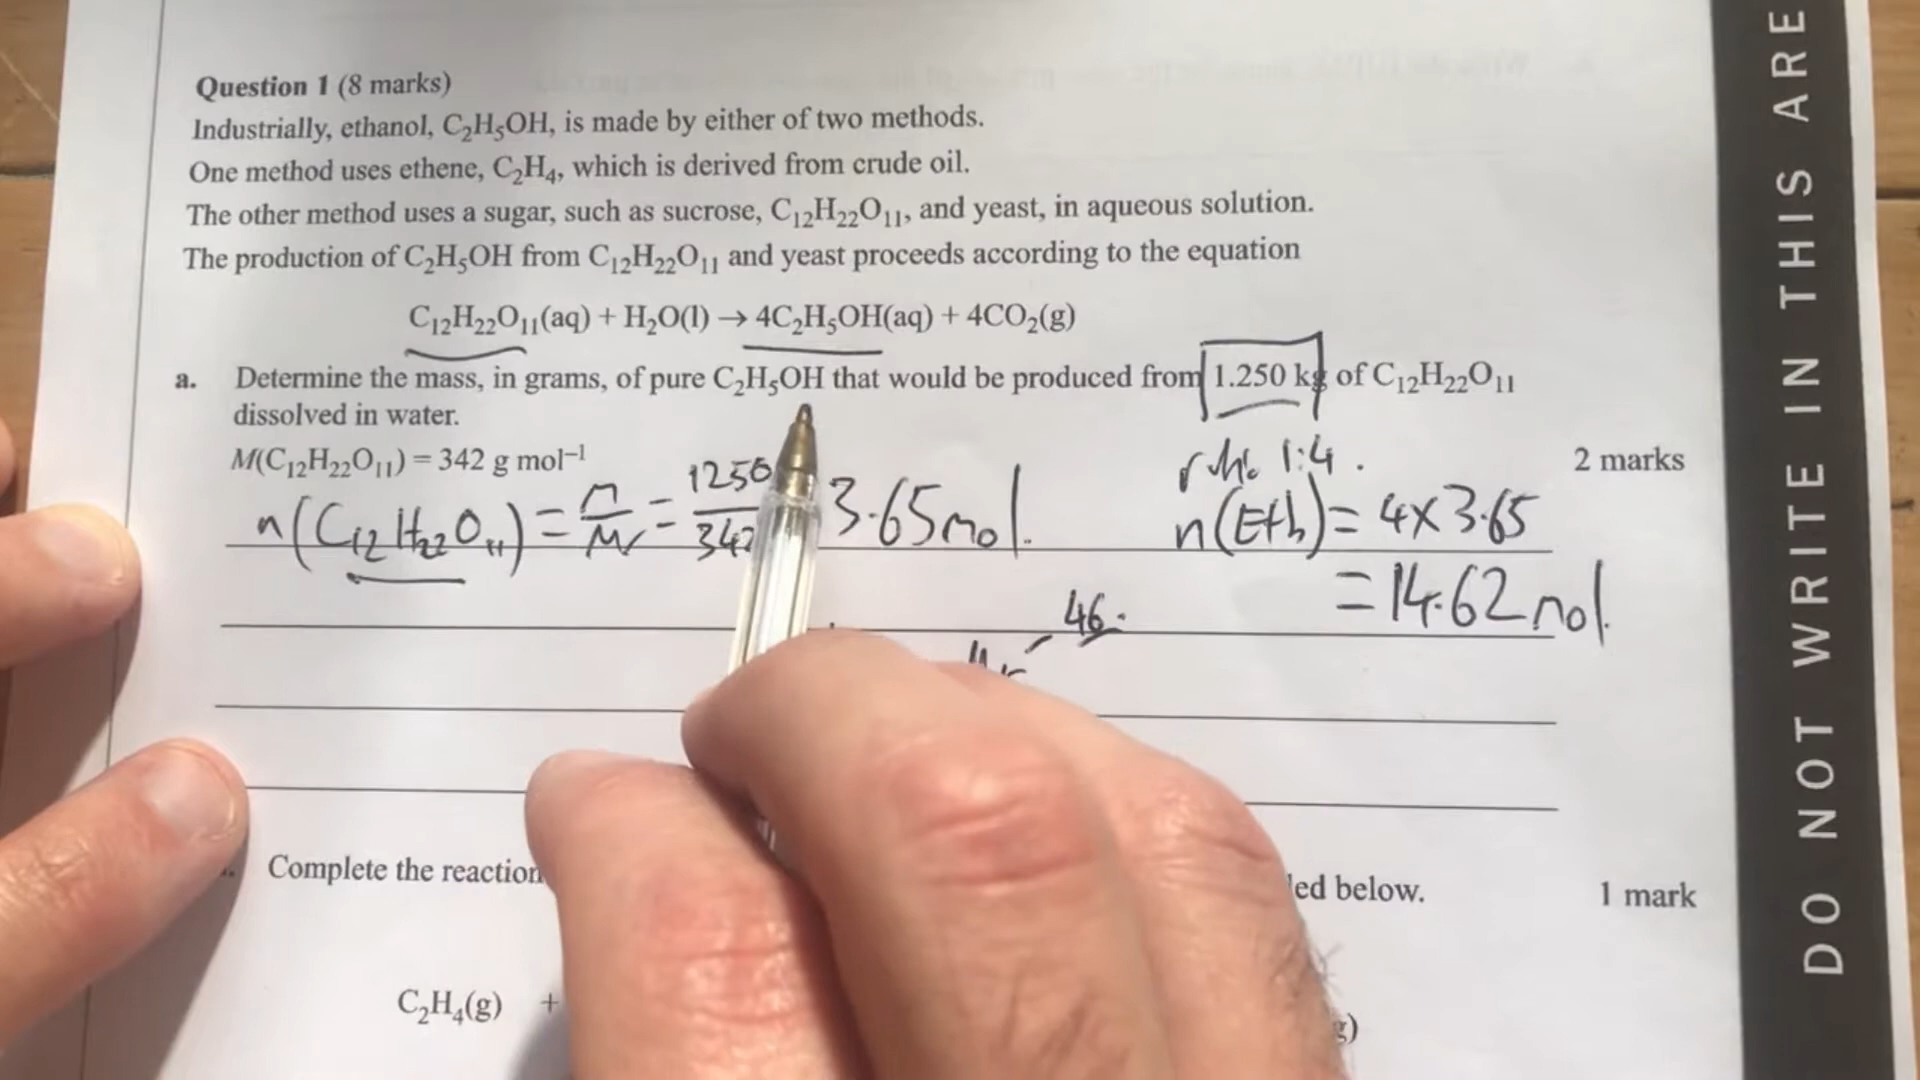 Question 1 (8 marks)
Industrially, ethanol, C₂H₅OH, is made by either of two methods.
One method uses ethene, C₂H₄, which is derived from crude oil.
The other method uses a sugar, such as sucrose, C₁₂H₂₂O₁₁, and yeast, in aqueous solution.
The production of C₂H₅OH from C₁₂H₂₂O₁₁ and yeast proceeds according to the equation
C₁₂H₂₂O₁₁(aq) + H₂O(l) → 4C₂H₅OH(aq) + 4CO₂(g)
a. Determine the mass, in grams, of pure C₂H₅OH that would be produced from 1.250 kg of C₁₂H₂₂O₁₁
dissolved in water.
M(C₁₂H₂₂O₁₁) = 342 g mol⁻¹
2 marks
n(C₁₂H₂₂O₁₁) = n/M = 1250/342 3.65 mol.
1:4.
n(Eth) = 4 × 3.65
= 14.62 mol.
46.
Complete the reaction
below.
1 mark
C₂H₄(g) +
g)
DO NOT WRITE IN THIS ARE